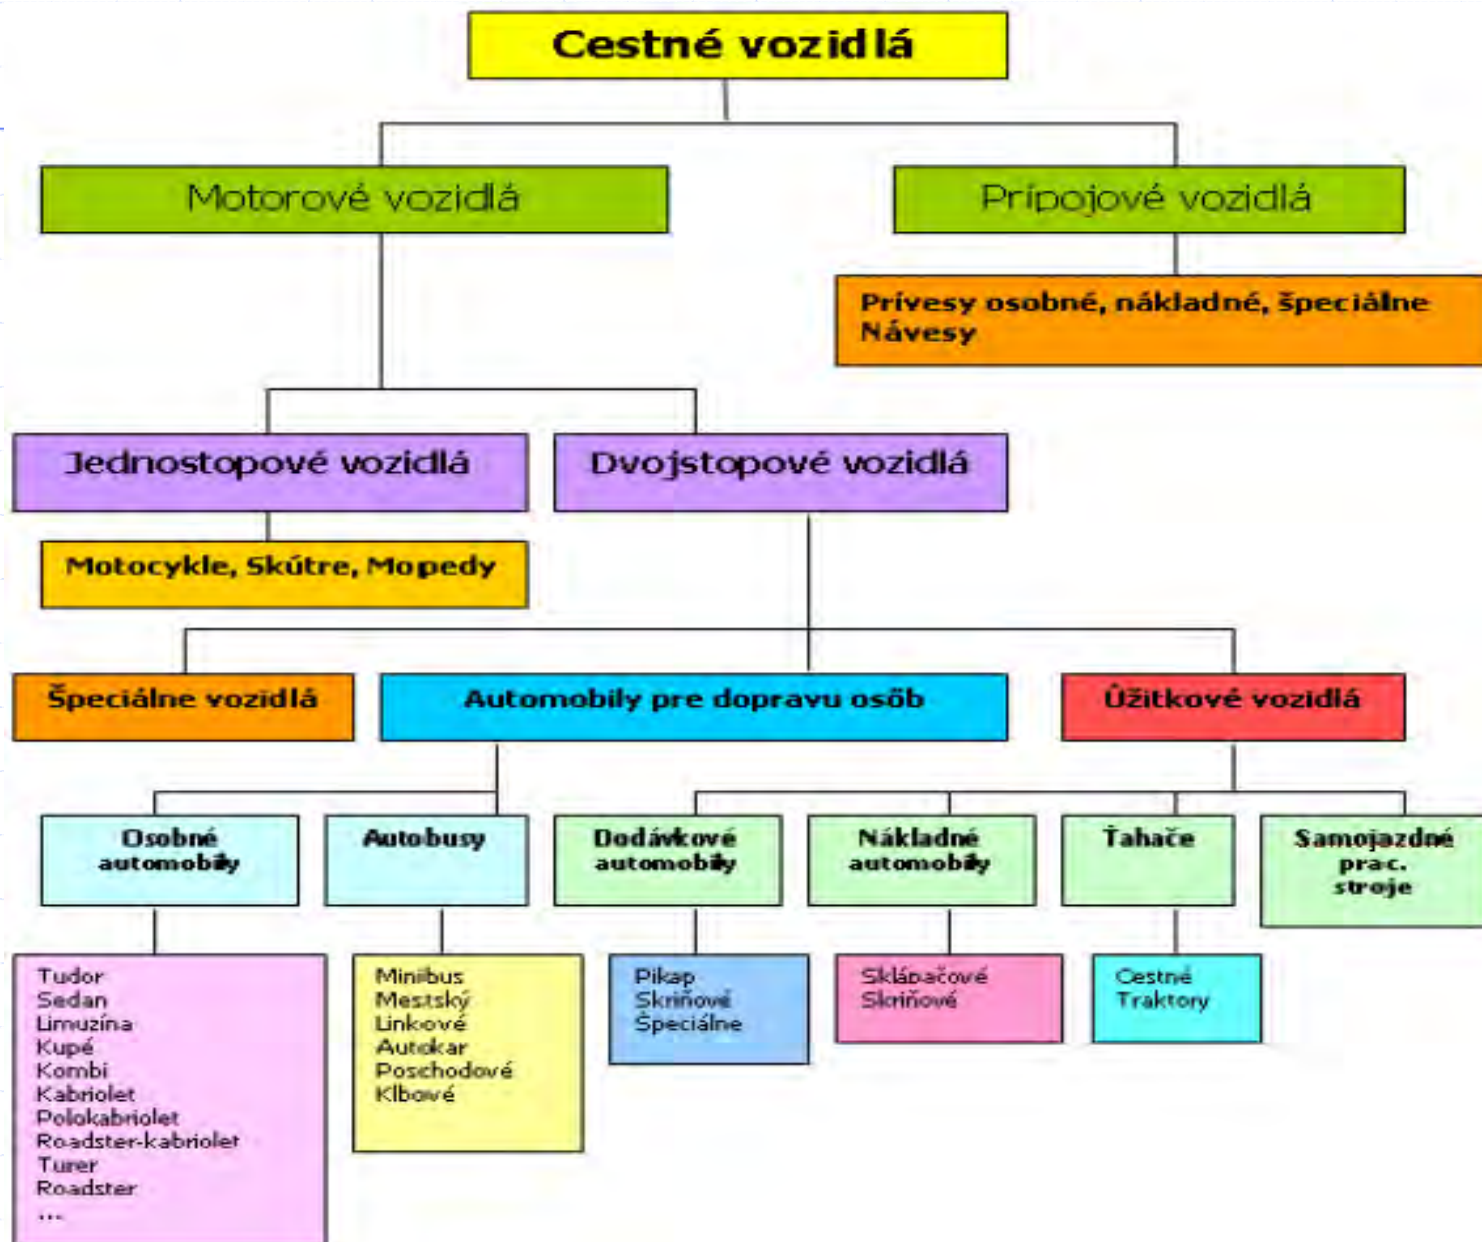 Cestné vozidlá
Motorové vozidlá
Prípojové vozidlá
Prívesy osobné, nákladné, špeciálne
Návesy
Jednostopové vozidlá
Dvojstopové vozidlá
Motocykle, Skútre, Mopedy
Špeciálne vozidlá
Automobily pre dopravu osôb
Úžitkové vozidlá
Osobné
automobily
Autobusy
Dodávkové
automobily
Nákladné
automobily
Ťahače
Samojazdné
prac.
stroje
Tudor
Sedan
Limuzína
Kupé
Kombi
Kabriolet
Polokabriolet
Roadster-kabriolet
Turer
Roadster
...
Minibus
Mestský
Linkové
Autokar
Poschodové
Klbové
Pikap
Skriňové
Špeciálne
Sklápačové
Skriňové
Cestné
Traktory